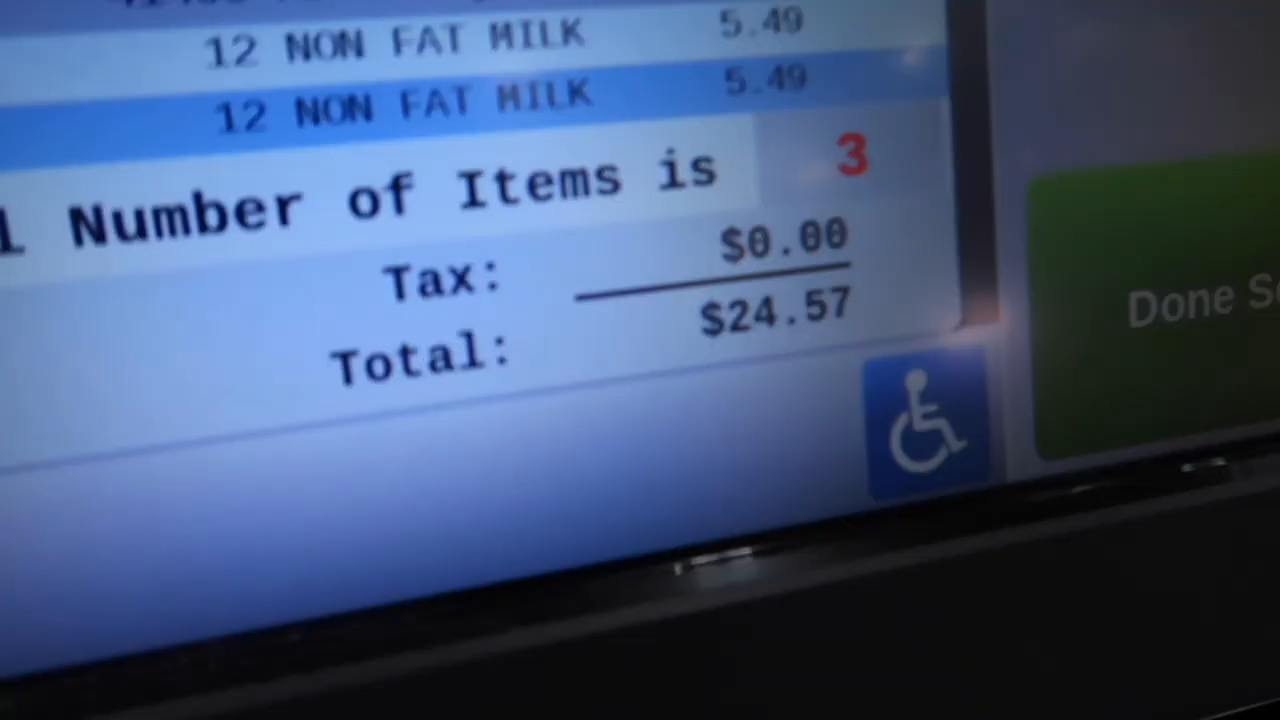 12 NON FAT MILK 5.49
12 NON FAT MILK 5.49
l Number of Items is 3
Tax: $0.00
Total: $24.57
Done S